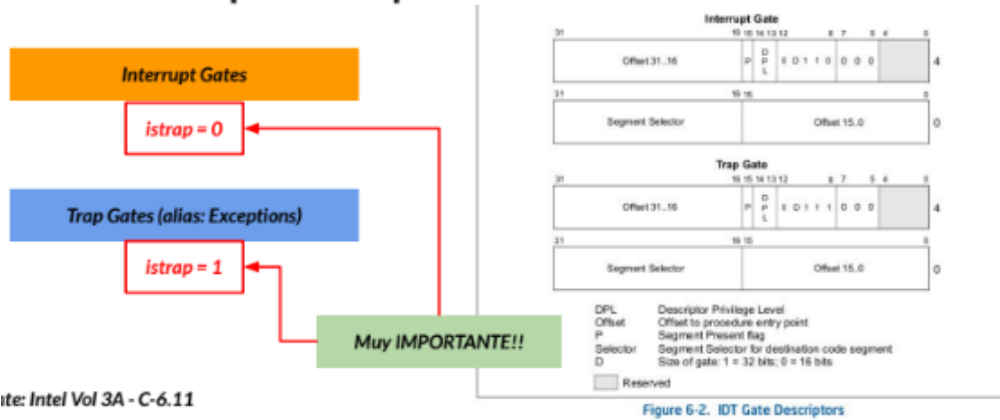 Interrupt Gates
istrap = 0
Trap Gates (alias: Exceptions)
istrap = 1
Muy IMPORTANTE!!
nte: Intel Vol 3A - C-6.11
Interrupt Gate
31 16 15 14 13 12 8 7 5 4 0
Offset 31..16 P D P L 0 D 1 1 0 0 0 0 4
31 16 15 0
Segment Selector Offset 15..0 0
Trap Gate
31 16 15 14 13 12 8 7 5 4 0
Offset 31..16 P D P L 0 D 1 1 1 0 0 0 4
31 16 15 0
Segment Selector Offset 15..0 0
DPL Descriptor Privilege Level
Offset Offset to procedure entry point
P Segment Present flag
Selector Segment Selector for destination code segment
D Size of gate: 1 = 32 bits; 0 = 16 bits
Reserved
Figure 6-2. IDT Gate Descriptors